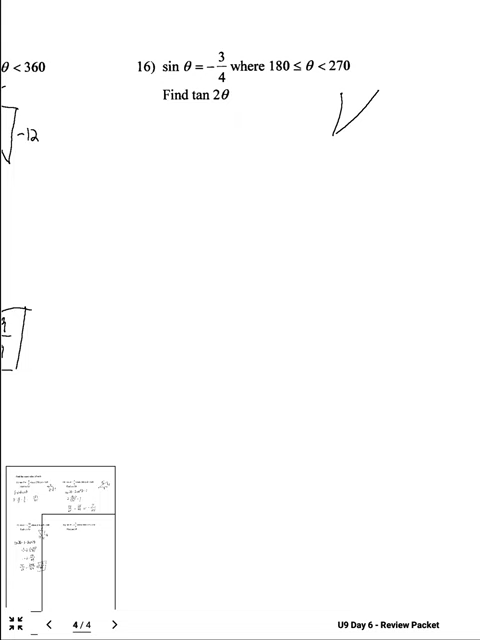 θ < 360
16) sin θ = -3/4 where 180 ≤ θ < 270
Find tan 2θ
-12
4 / 4
U9 Day 6 - Review Packet